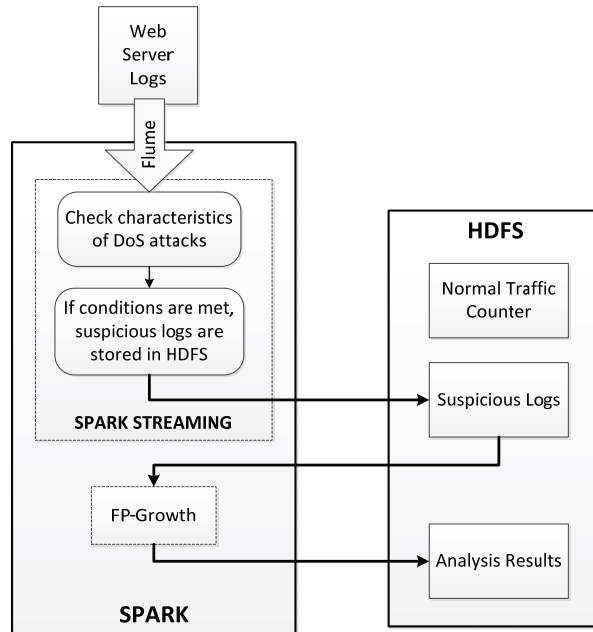 Web
Server
Logs
Flume
Check characteristics
of DoS attacks
If conditions are met,
suspicious logs are
stored in HDFS
SPARK STREAMING
FP-Growth
SPARK
HDFS
Normal Traffic
Counter
Suspicious Logs
Analysis Results